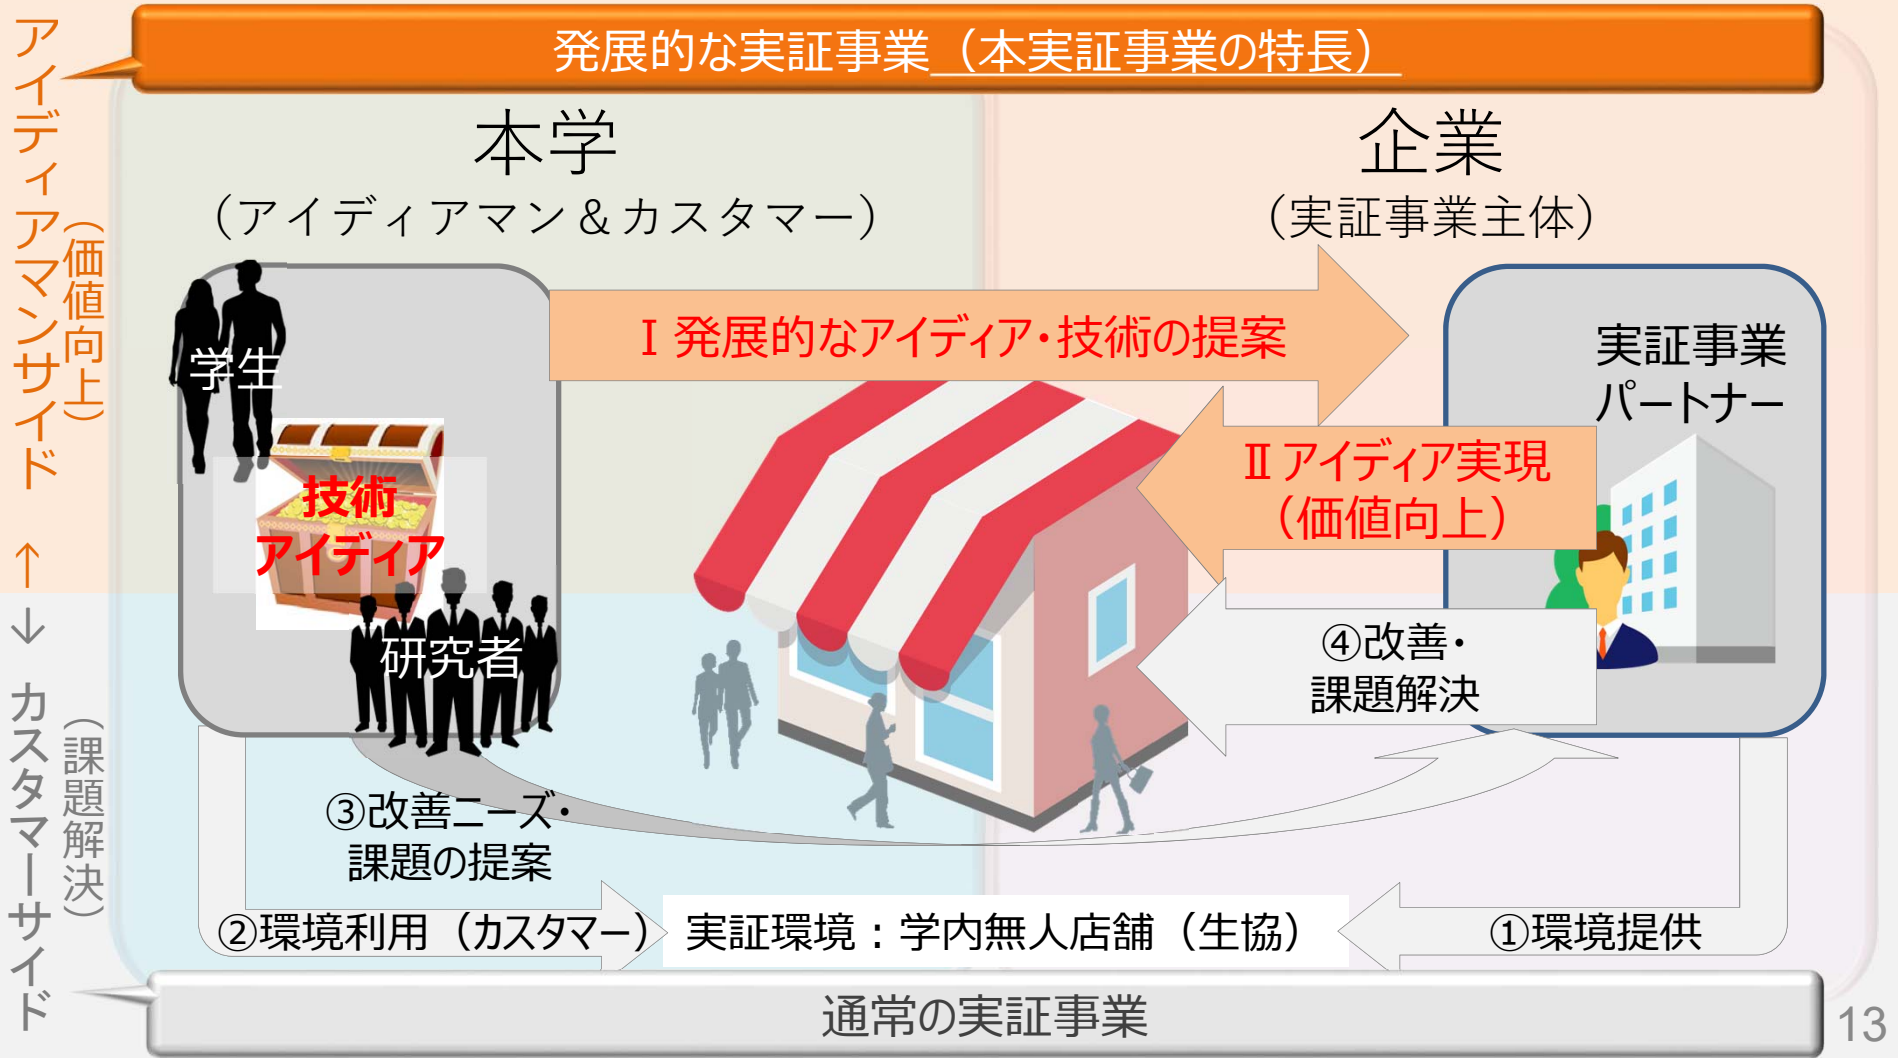 発展的な実証事業（本実証事業の特長）
アイディアマンサイド
（価値向上）
↑
↓
カスタマーサイド
（課題解決）
本学
（アイディアマン＆カスタマー）
企業
（実証事業主体）
学生
技術
アイディア
研究者
Ⅰ発展的なアイディア・技術の提案
実証事業
パートナー
Ⅱアイディア実現
（価値向上）
④改善・
課題解決
③改善ニーズ・
課題の提案
②環境利用（カスタマー）
実証環境：学内無人店舗（生協）
①環境提供
通常の実証事業
13